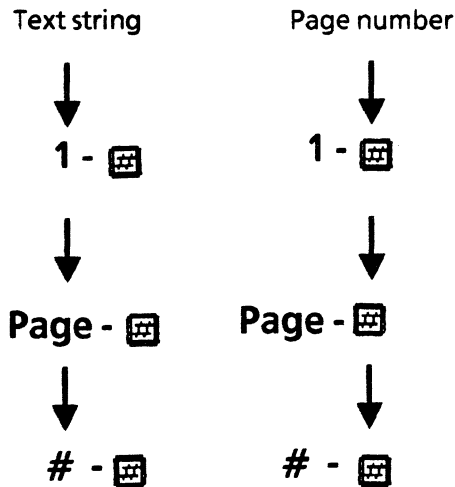 Text string Page number
1 - # 1 - #
Page - # Page - #
# - # # - #